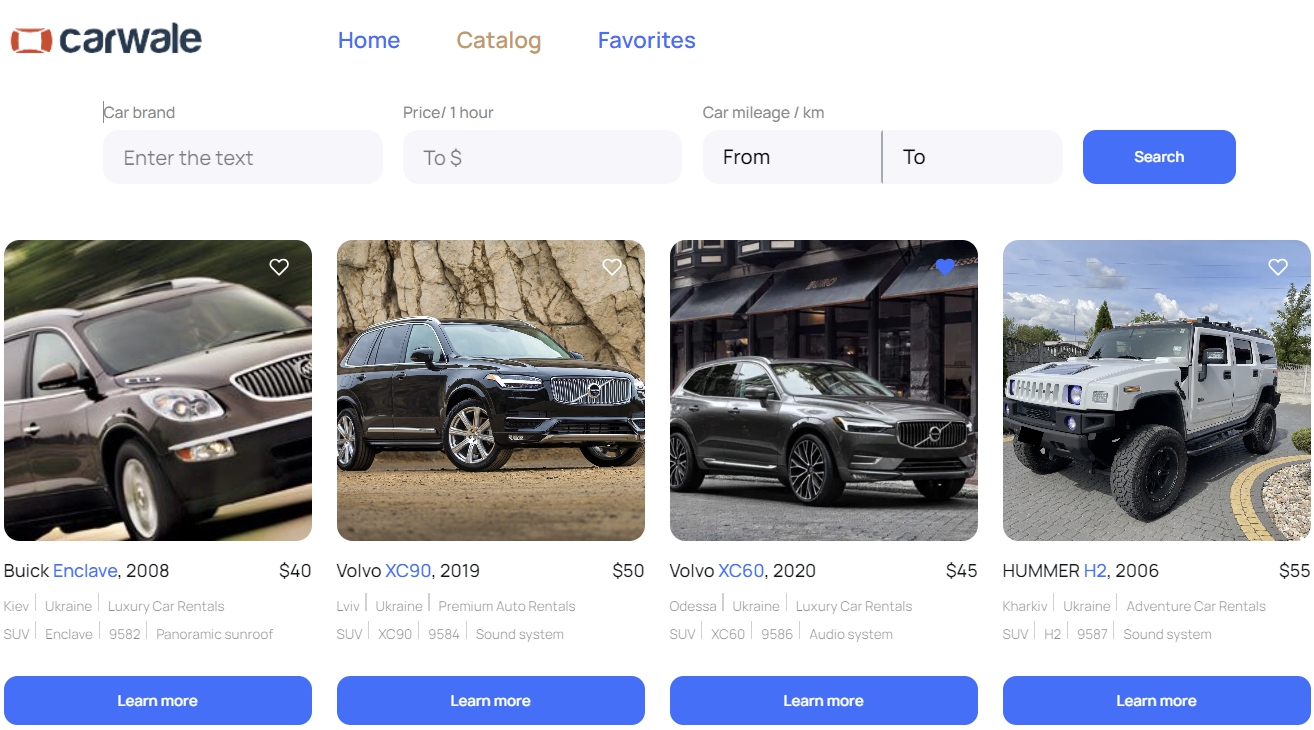 carwale Home Catalog Favorites
Car brand Price/ 1 hour Car mileage / km
Enter the text To $ From To Search
Buick Enclave, 2008 $40
Kiev Ukraine Luxury Car Rentals
SUV Enclave 9582 Panoramic sunroof
Learn more
Volvo XC90, 2019 $50
Lviv Ukraine Premium Auto Rentals
SUV XC90 9584 Sound system
Learn more
Volvo XC60, 2020 $45
Odessa Ukraine Luxury Car Rentals
SUV XC60 9586 Audio system
Learn more
HUMMER H2, 2006 $55
Kharkiv Ukraine Adventure Car Rentals
SUV H2 9587 Sound system
Learn more